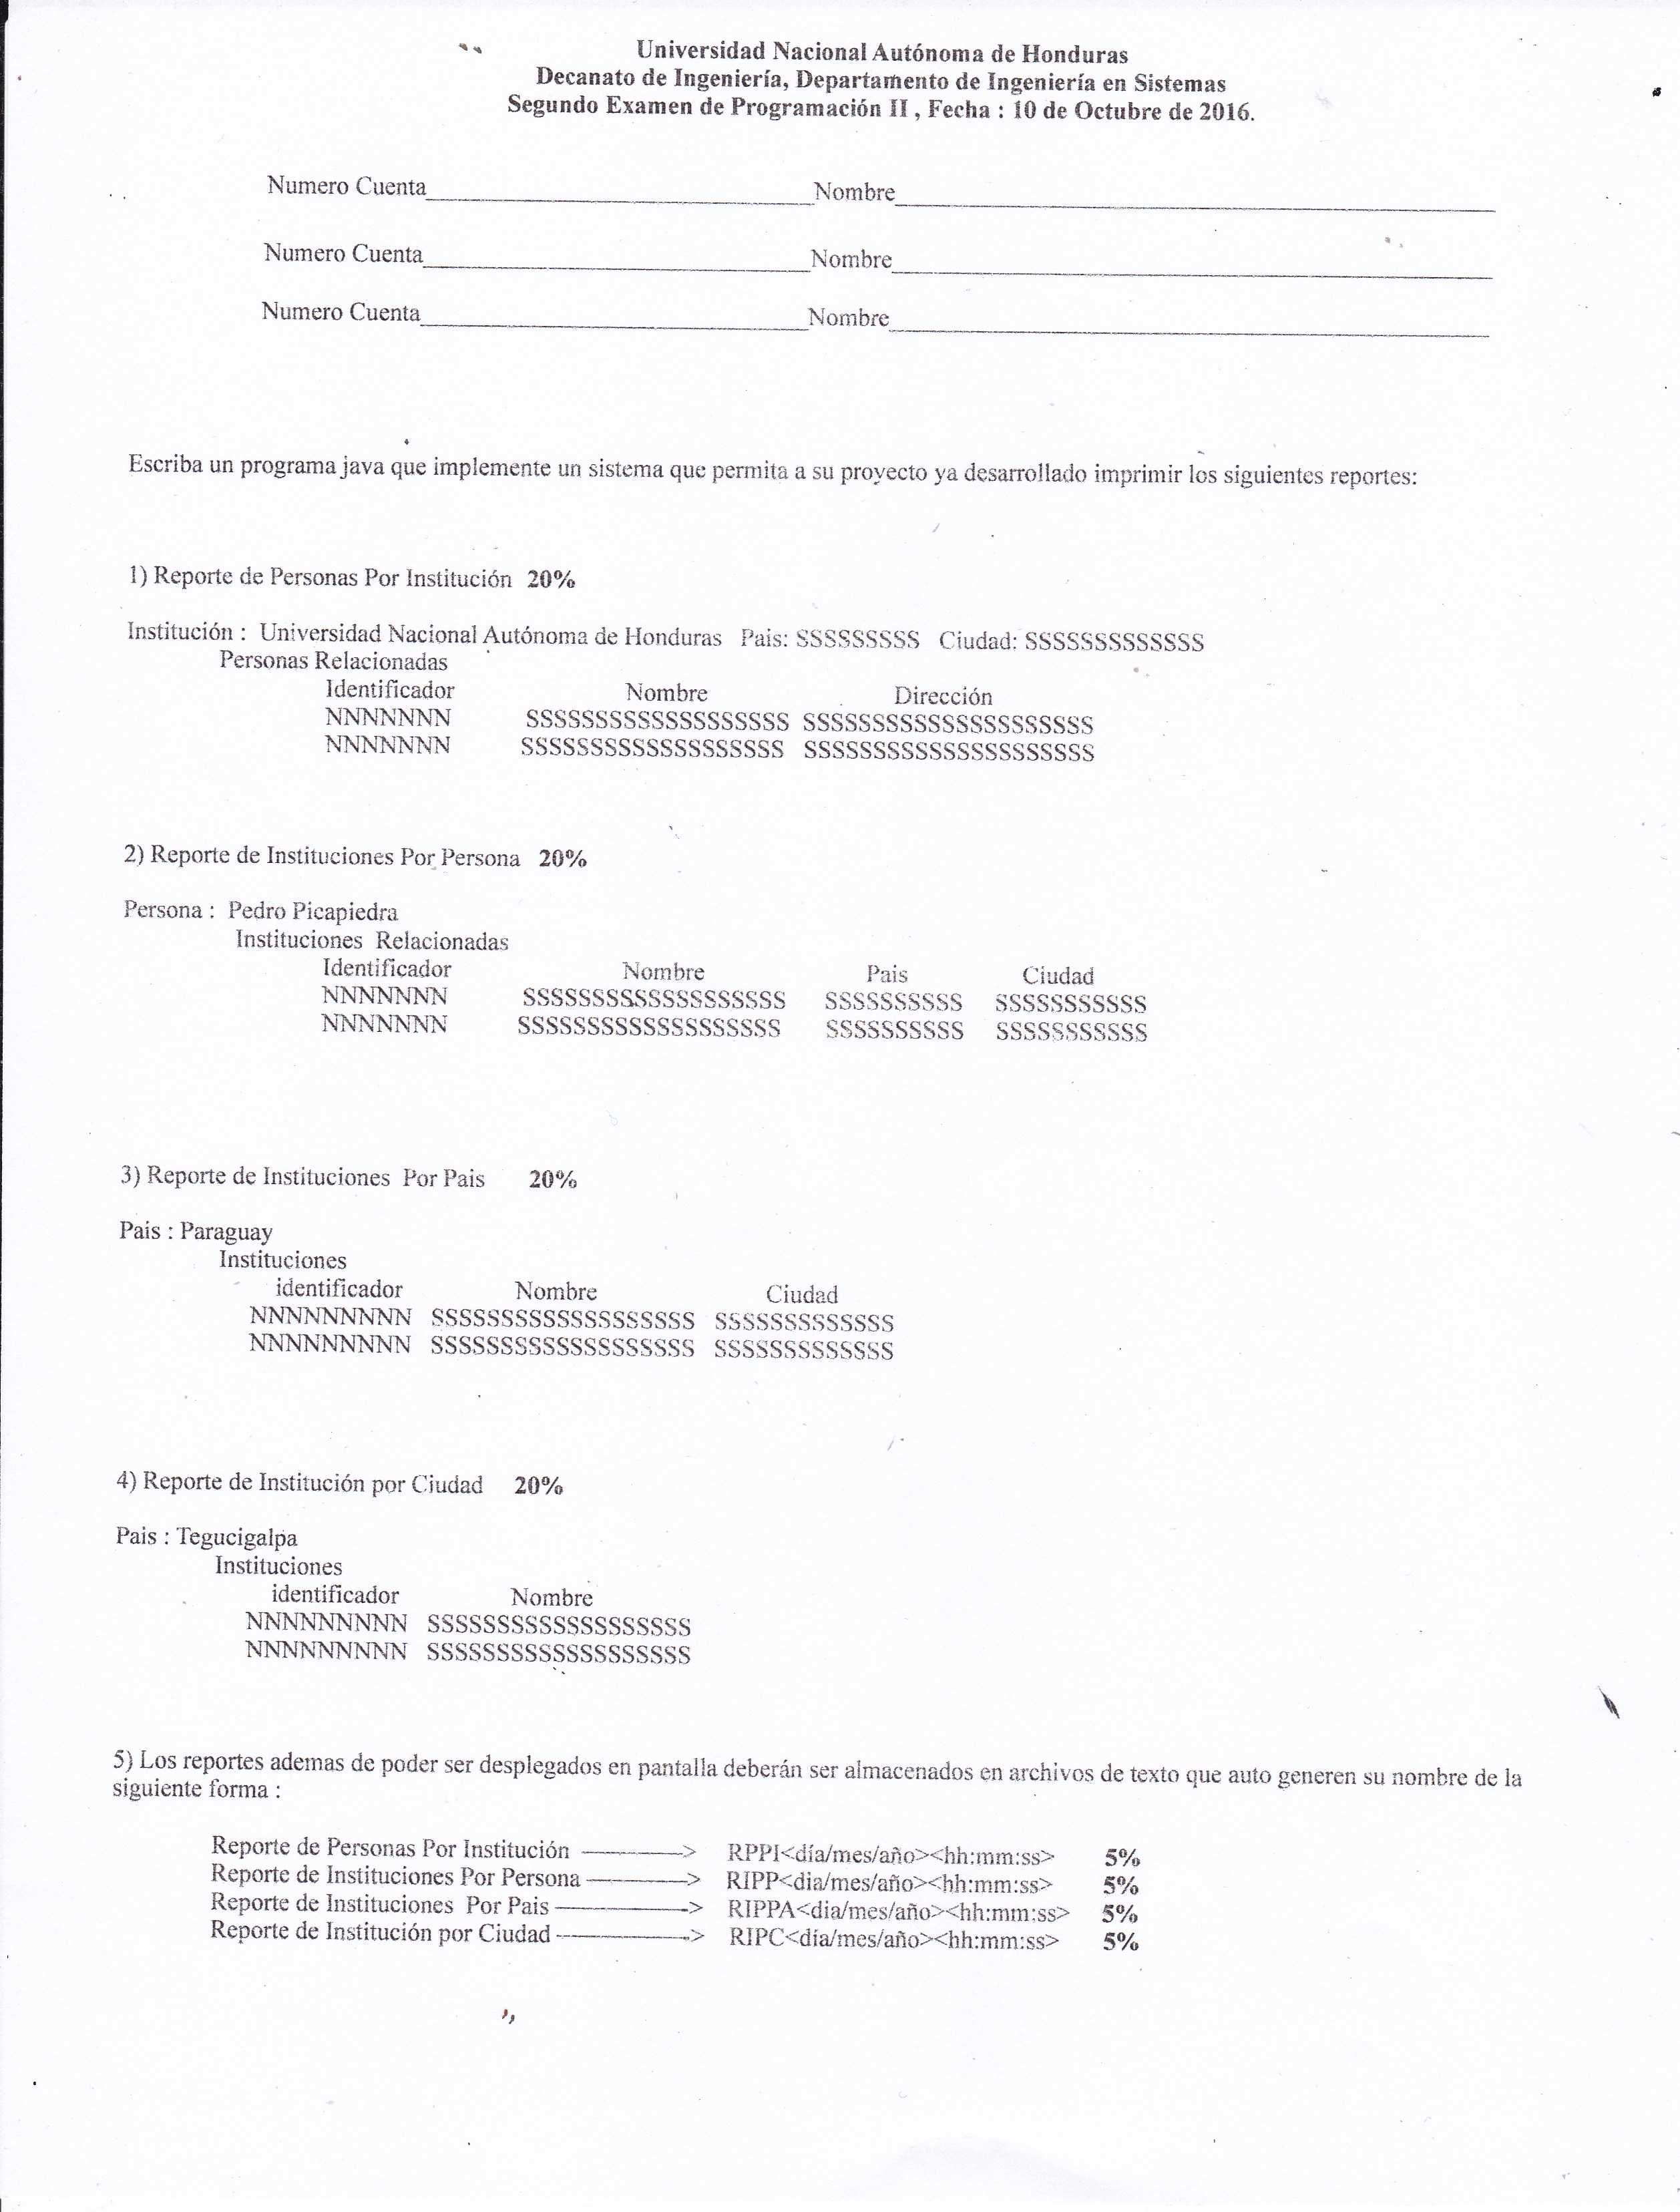 Universidad Nacional Autónoma de Honduras
Decanato de Ingeniería, Departamento de Ingeniería en Sistemas
Segundo Examen de Programación II , Fecha : 10 de Octubre de 2016.
Numero Cuenta____________________Nombre____________________
Numero Cuenta____________________Nombre____________________
Numero Cuenta____________________Nombre____________________
Escriba un programa java que implemente un sistema que permita a su proyecto ya desarrollado imprimir los siguientes reportes:
1) Reporte de Personas Por Institución 20%
Institución : Universidad Nacional Autónoma de Honduras Pais: SSSSSSSSS Ciudad: SSSSSSSSSSSSS
Personas Relacionadas
Identificador Nombre Dirección
NNNNNNN SSSSSSSSSSSSSSSSSSS SSSSSSSSSSSSSSSSSSSSS
NNNNNNN SSSSSSSSSSSSSSSSSSS SSSSSSSSSSSSSSSSSSSSS
2) Reporte de Instituciones Por Persona 20%
Persona : Pedro Picapiedra
Instituciones Relacionadas
Identificador Nombre Pais Ciudad
NNNNNNN SSSSSSSSSSSSSSSSSSS SSSSSSSSSS SSSSSSSSSSS
NNNNNNN SSSSSSSSSSSSSSSSSSS SSSSSSSSSS SSSSSSSSSSS
3) Reporte de Instituciones Por Pais 20%
Pais : Paraguay
Instituciones
identificador Nombre Ciudad
NNNNNNNNN SSSSSSSSSSSSSSSSSSS SSSSSSSSSSSSS
NNNNNNNNN SSSSSSSSSSSSSSSSSSS SSSSSSSSSSSSS
4) Reporte de Institución por Ciudad 20%
Pais : Tegucigalpa
Instituciones
identificador Nombre
NNNNNNNNN SSSSSSSSSSSSSSSSSSS
NNNNNNNNN SSSSSSSSSSSSSSSSSSS
5) Los reportes ademas de poder ser desplegados en pantalla deberán ser almacenados en archivos de texto que auto generen su nombre de la
siguiente forma :
Reporte de Personas Por Institución ----------> RPPI<día/mes/año><hh:mm:ss> 5%
Reporte de Instituciones Por Persona ----------> RIPP<dia/mes/año><hh:mm:ss> 5%
Reporte de Instituciones Por Pais -------------> RIPPA<dia/mes/año><hh:mm:ss> 5%
Reporte de Institución por Ciudad -------------> RIPC<día/mes/año><hh:mm:ss> 5%